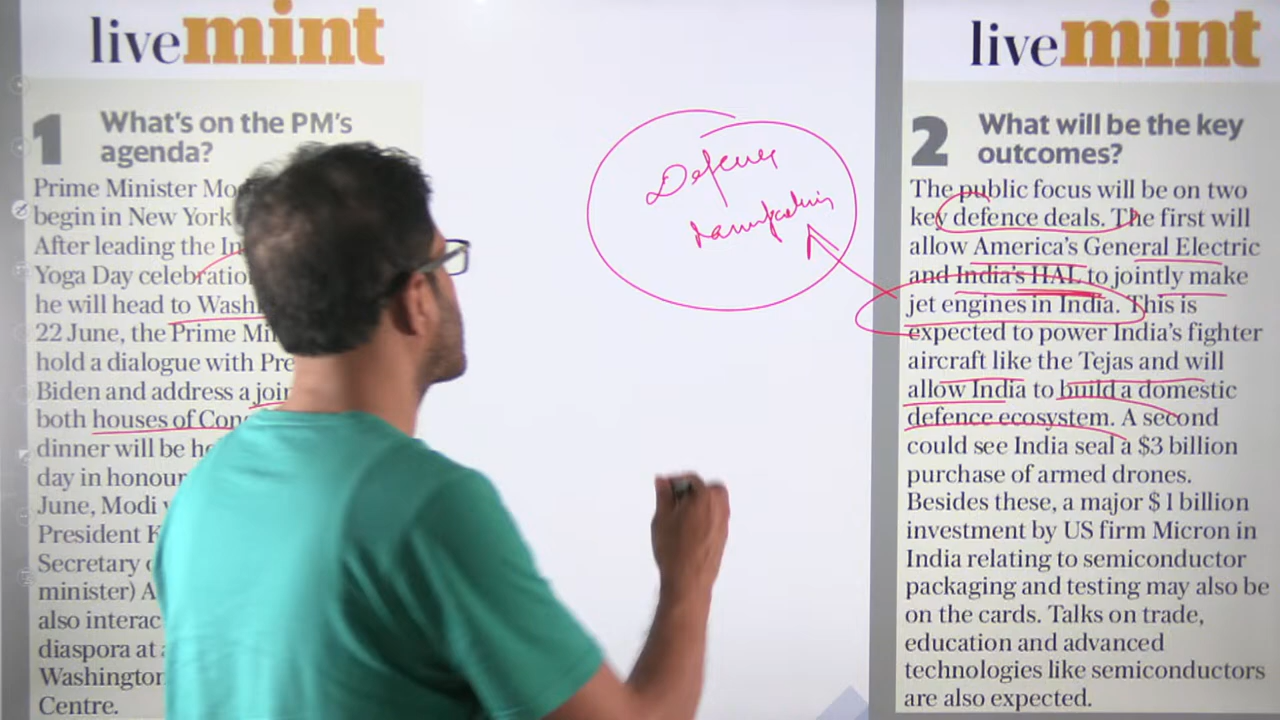 livemint
1 What's on the PM's
agenda?
Prime Minister Mo
begin in New York
After leading the In
Yoga Day celebratio
he will head to Wash
22 June, the Prime Mi
hold a dialogue with Pre
Biden and address a join
both houses of Con
dinner will be h
day in honour
June, Modi
President K
Secretary
minister) A
also interac
diaspora at
Washington
Centre.
Defence
Manufacturing
livemint
2 What will be the key
outcomes?
The public focus will be on two
key defence deals. The first will
allow America's General Electric
and India's HAL to jointly make
jet engines in India. This is
expected to power India's fighter
aircraft like the Tejas and will
allow India to build a domestic
defence ecosystem. A second
could see India seal a $3 billion
purchase of armed drones.
Besides these, a major $1 billion
investment by US firm Micron in
India relating to semiconductor
packaging and testing may also be
on the cards. Talks on trade,
education and advanced
technologies like semiconductors
are also expected.